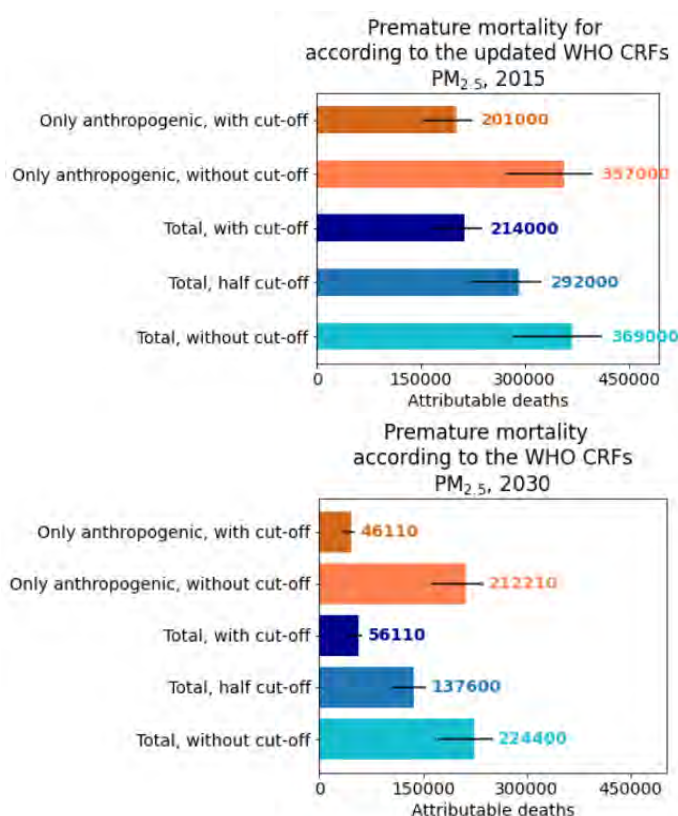 Premature mortality for
according to the updated WHO CRFs
PM2.5, 2015
Only anthropogenic, with cut-off
201000
Only anthropogenic, without cut-off
357000
Total, with cut-off
214000
Total, half cut-off
292000
Total, without cut-off
369000
0 150000 300000 450000
Attributable deaths
Premature mortality
according to the WHO CRFs
PM2.5, 2030
Only anthropogenic, with cut-off
46110
Only anthropogenic, without cut-off
212210
Total, with cut-off
56110
Total, half cut-off
137600
Total, without cut-off
224400
0 150000 300000 450000
Attributable deaths